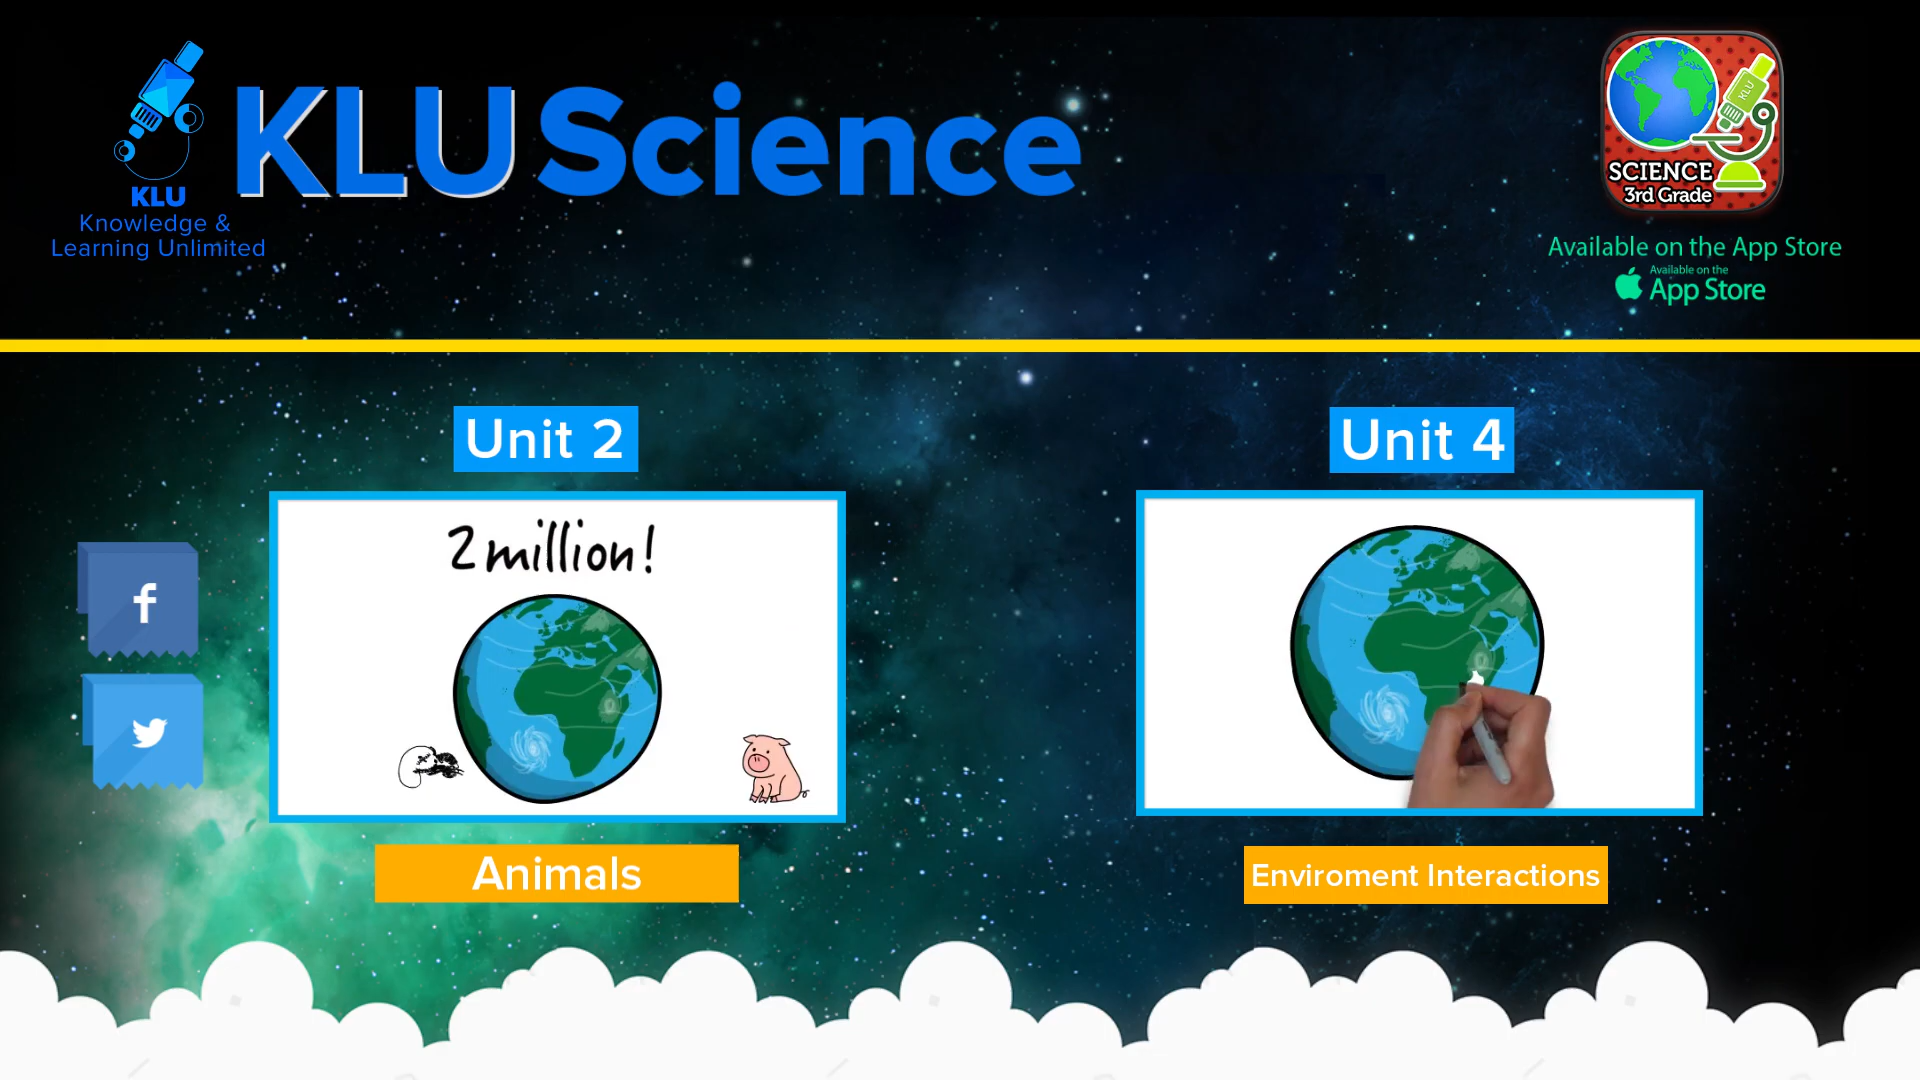 KLU Science
KLU
Knowledge &
Learning Unlimited
KLU
SCIENCE
3rd Grade
Available on the App Store
Available on the
App Store
Unit 2
Unit 4
2 million!
f
Animals
Enviroment Interactions